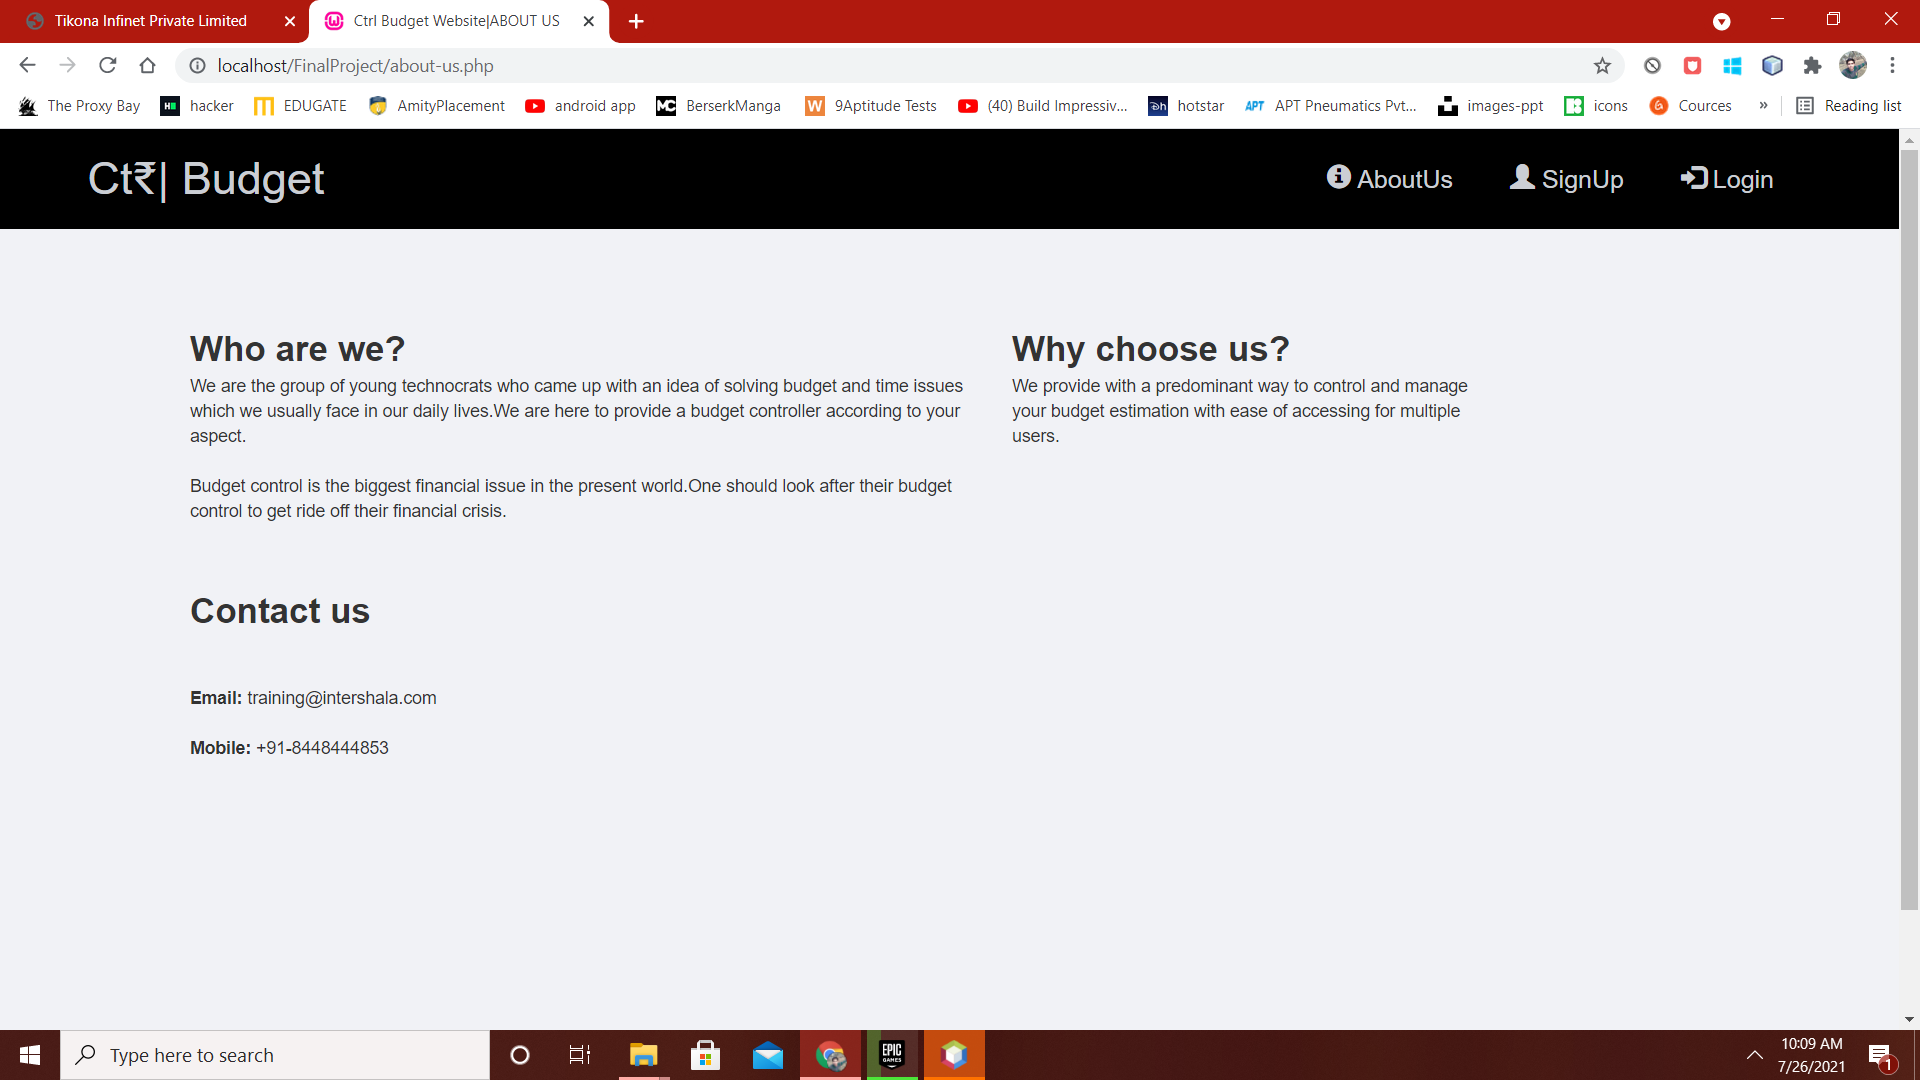 Tikona Infinet Private Limited
Ctrl Budget Website|ABOUT US
localhost/FinalProject/about-us.php
The Proxy Bay
hacker
EDUGATE
AmityPlacement
android app
MC
BerserkManga
W
9Aptitude Tests
(40) Build Impressiv...
hotstar
APT
APT Pneumatics Pvt...
images-ppt
icons
Cources
»
Reading list
Ct₹| Budget
AboutUs
SignUp
Login
Who are we?
We are the group of young technocrats who came up with an idea of solving budget and time issues
which we usually face in our daily lives.We are here to provide a budget controller according to your
aspect.
Budget control is the biggest financial issue in the present world.One should look after their budget
control to get ride off their financial crisis.
Why choose us?
We provide with a predominant way to control and manage
your budget estimation with ease of accessing for multiple
users.
Contact us
Email: training@intershala.com
Mobile: +91-8448444853
Type here to search
EPIC
GAMES
10:09 AM
7/26/2021
1